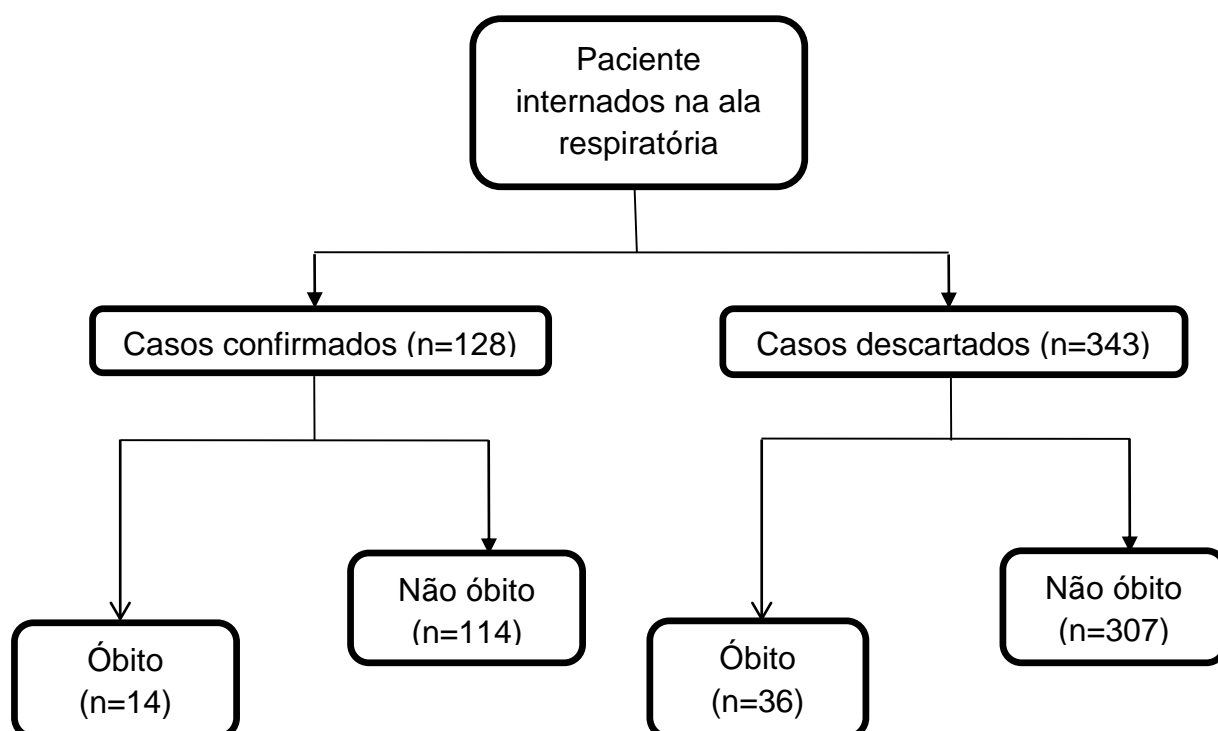 Paciente
internados na ala
respiratória
Casos confirmados (n=128)
Casos descartados (n=343)
Não óbito
(n=114)
Óbito
(n=14)
Não óbito
(n=307)
Óbito
(n=36)